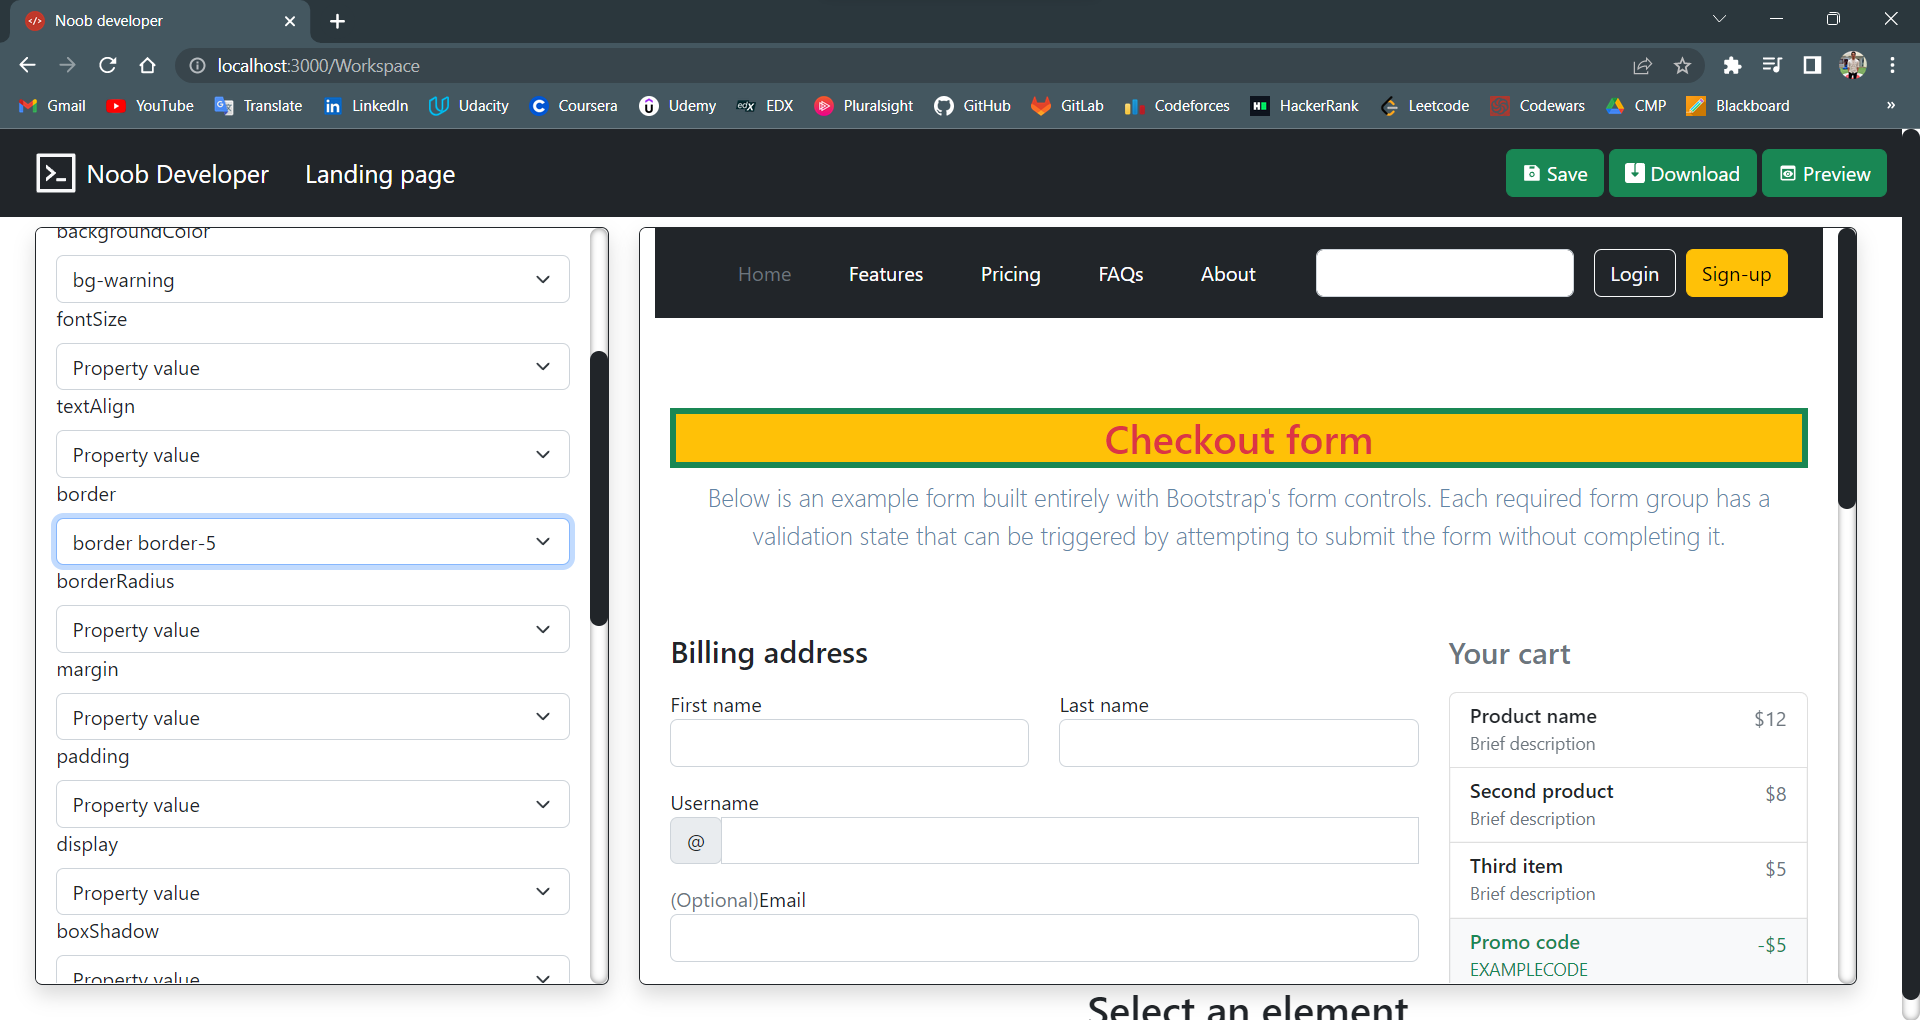 Noob developer
localhost:3000/Workspace
Gmail YouTube Translate LinkedIn Udacity Coursera Udemy EDX Pluralsight GitHub GitLab Codeforces HackerRank Leetcode Codewars CMP Blackboard »
Noob Developer Landing page Save Download Preview
backgroundColor
bg-warning
fontSize
Property value
textAlign
Property value
border
border border-5
borderRadius
Property value
margin
Property value
padding
Property value
display
Property value
boxShadow
Property value
Home Features Pricing FAQs About Login Sign-up
Checkout form
Below is an example form built entirely with Bootstrap's form controls. Each required form group has a
validation state that can be triggered by attempting to submit the form without completing it.
Billing address
First name Last name
Username
@
(Optional)Email
Your cart
Product name $12
Brief description
Second product $8
Brief description
Third item $5
Brief description
Promo code -$5
EXAMPLECODE
Select an element